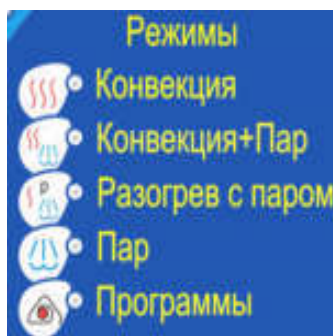 Режимы
Конвекция
Конвекция+Пар
Разогрев с паром
Пар
Программы